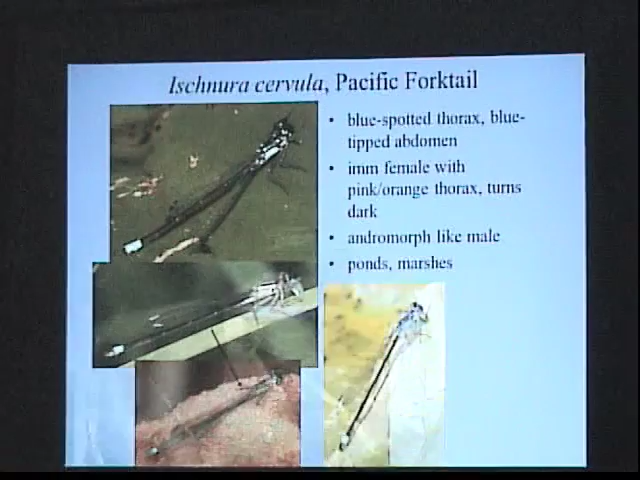 Ischnura cervula, Pacific Forktail
• blue-spotted thorax, blue-
tipped abdomen
• imm female with
pink/orange thorax, turns
dark
• andromorph like male
• ponds, marshes